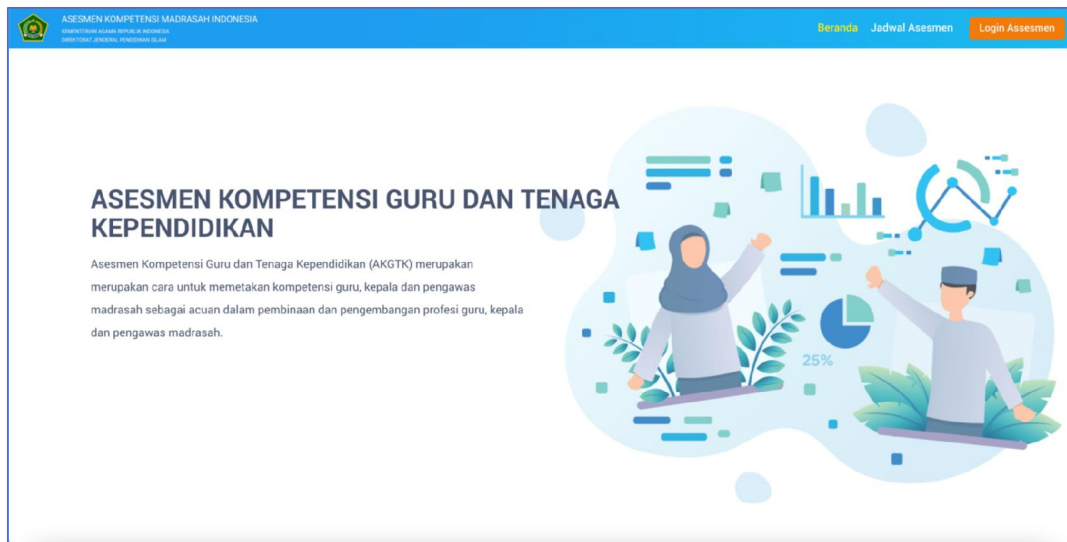 ASESMEN KOMPETENSI MADRASAH INDONESIA
KEMENTERIAN AGAMA REPUBLIK INDONESIA
DIREKTORAT JENDERAL PENDIDIKAN ISLAM
Beranda Jadwal Asesmen Login Assesmen
ASESMEN KOMPETENSI GURU DAN TENAGA
KEPENDIDIKAN
Asesmen Kompetensi Guru dan Tenaga Kependidikan (AKGTK) merupakan
merupakan cara untuk memetakan kompetensi guru, kepala dan pengawas
madrasah sebagai acuan dalam pembinaan dan pengembangan profesi guru, kepala
dan pengawas madrasah.
25%